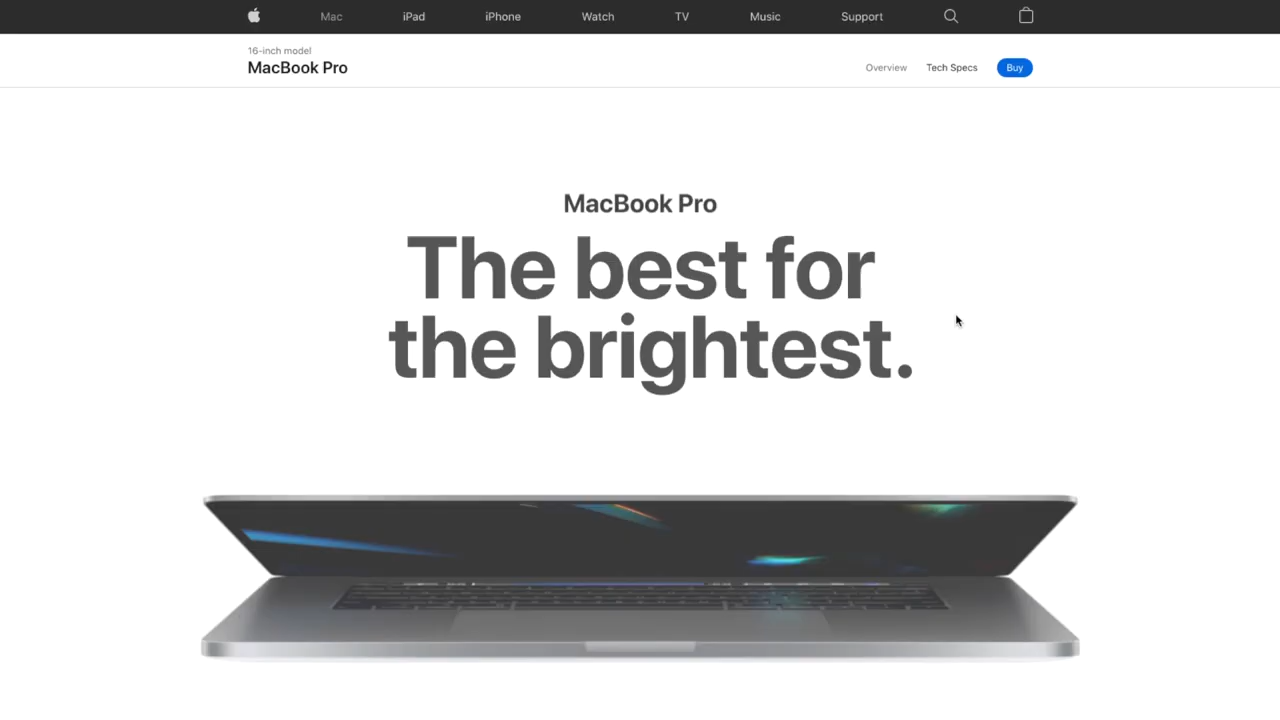 Mac iPad iPhone Watch TV Music Support
16-inch model
MacBook Pro
Overview Tech Specs Buy
MacBook Pro
The best for
the brightest.